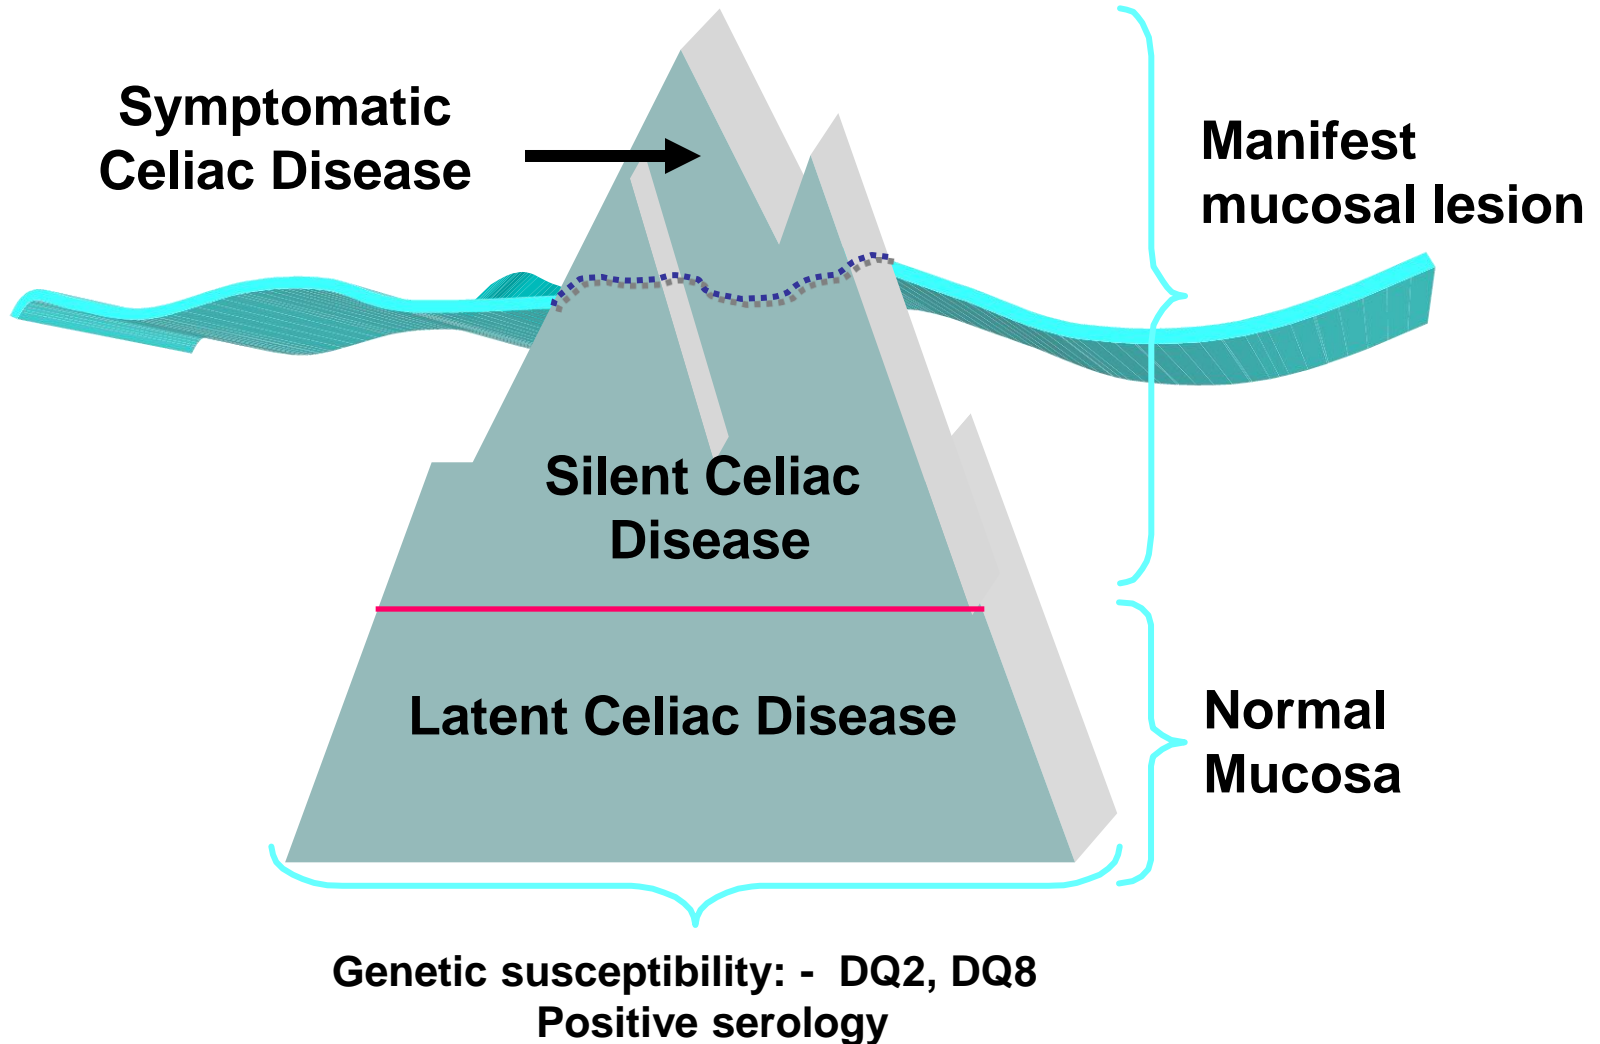 Symptomatic
Celiac Disease
Manifest
mucosal lesion
Silent Celiac
Disease
Latent Celiac Disease
Normal
Mucosa
Genetic susceptibility: - DQ2, DQ8
Positive serology